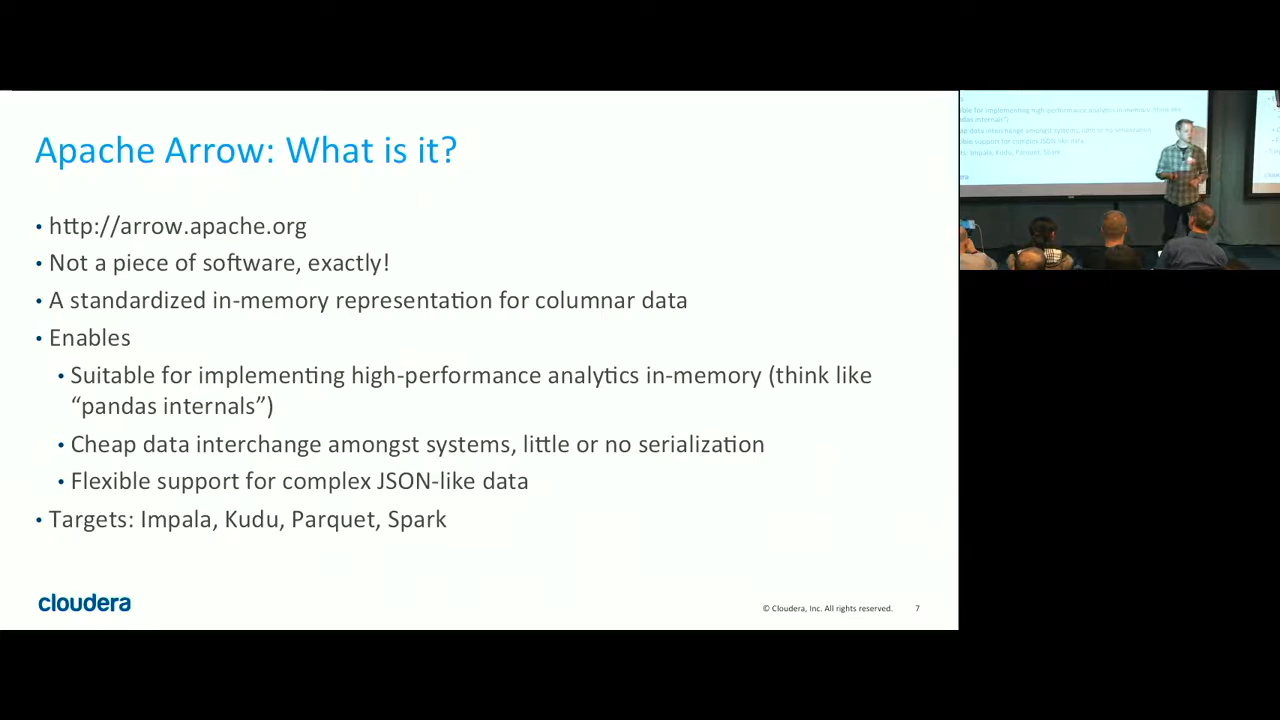 Apache Arrow: What is it?
• http://arrow.apache.org
• Not a piece of software, exactly!
• A standardized in-memory representation for columnar data
• Enables
• Suitable for implementing high-performance analytics in-memory (think like
“pandas internals”)
• Cheap data interchange amongst systems, little or no serialization
• Flexible support for complex JSON-like data
• Targets: Impala, Kudu, Parquet, Spark
cloudera
© Cloudera, Inc. All rights reserved.
7